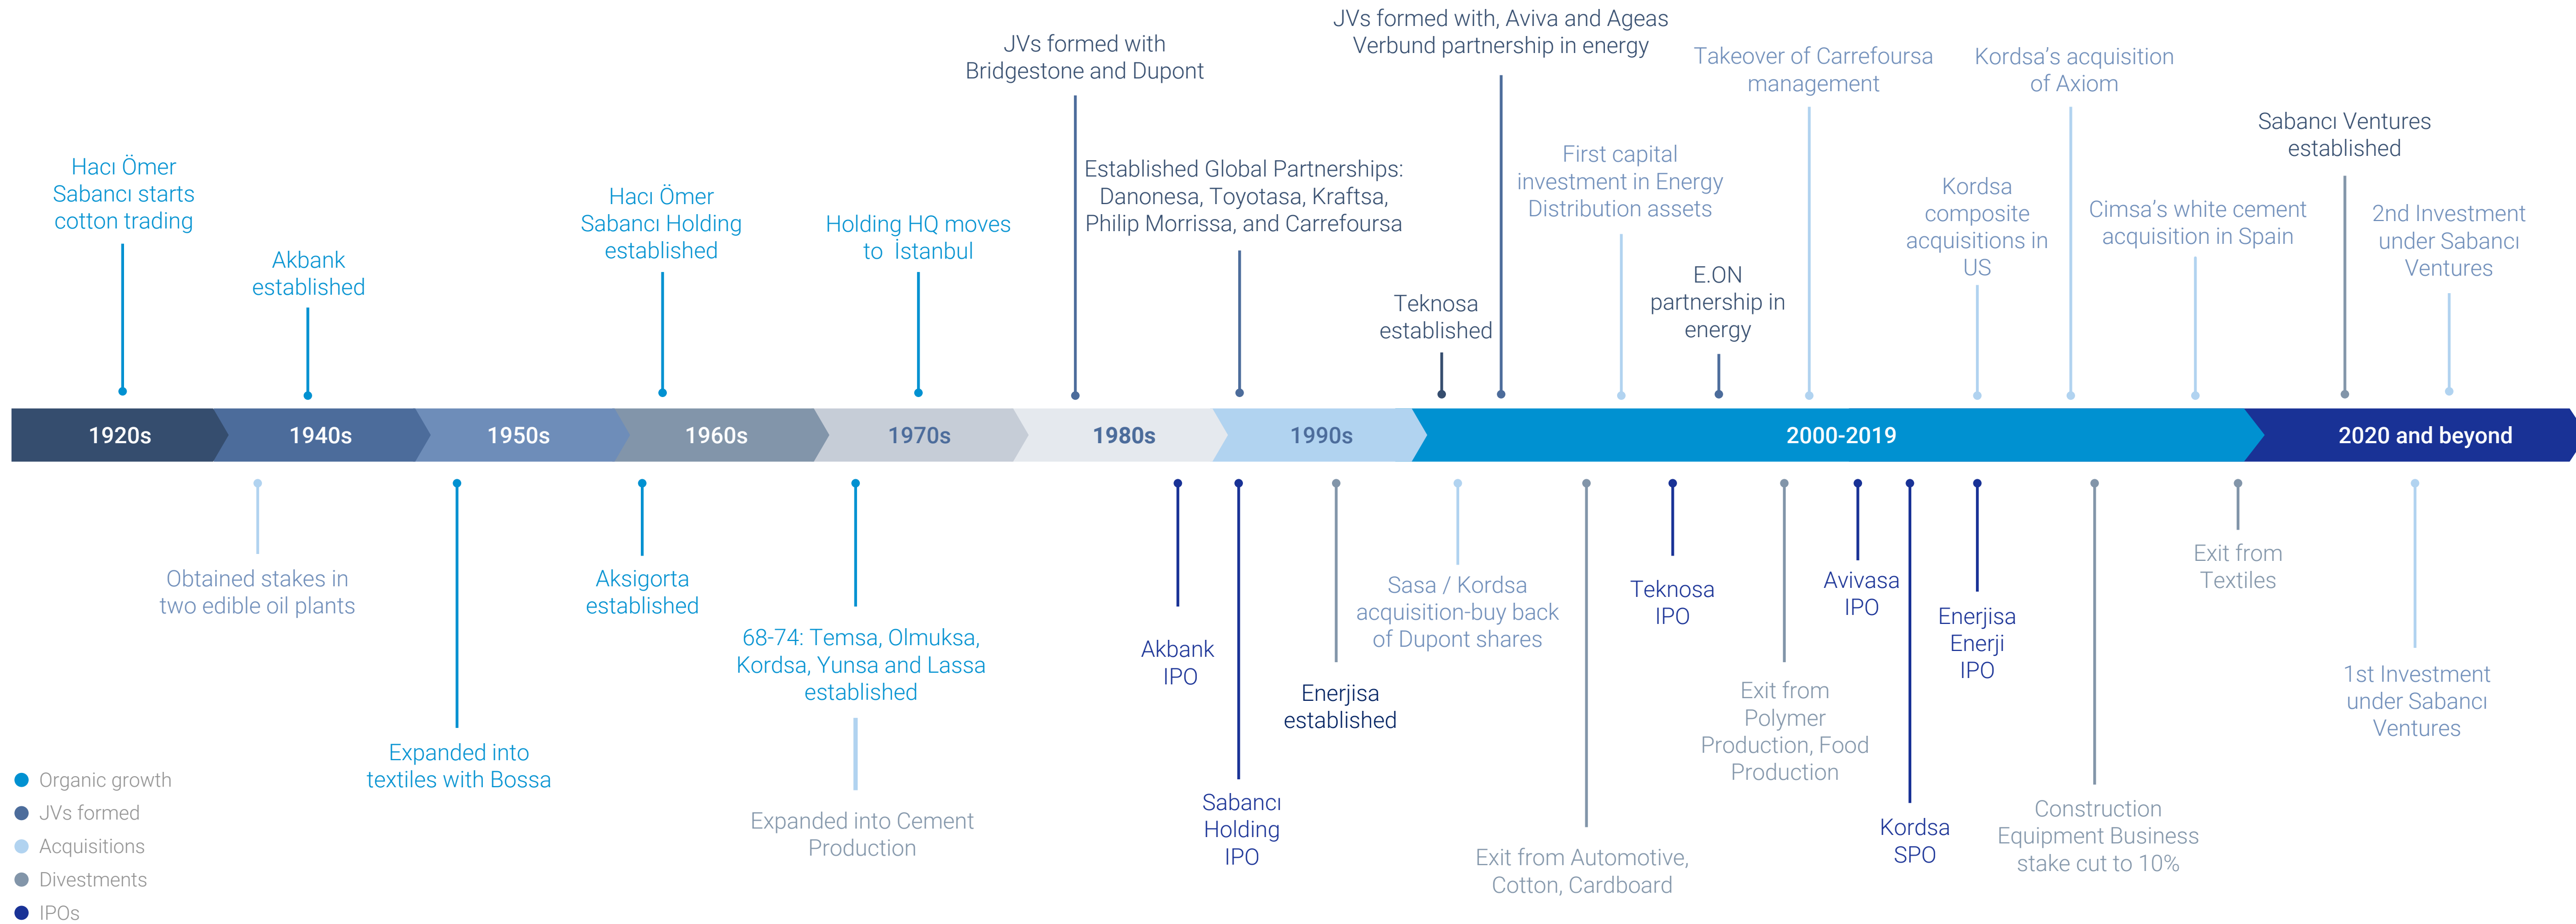 JVs formed with
Bridgestone and Dupont
JVs formed with, Aviva and Ageas
Verbund partnership in energy
Takeover of Carrefoursa
management
Kordsa's acquisition
of Axiom
Sabancı Ventures
established
Hacı Ömer
Sabancı starts
cotton trading
Akbank
established
Hacı Ömer
Sabancı Holding
established
Holding HQ moves
to İstanbul
Established Global Partnerships:
Danonesa, Toyotasa, Kraftsa,
Philip Morrissa, and Carrefoursa
Teknosa
established
First capital
investment in Energy
Distribution assets
E.ON
partnership in
energy
Kordsa
composite
acquisitions in
US
Cimsa's white cement
acquisition in Spain
2nd Investment
under Sabancı
Ventures
1920s
1940s
1950s
1960s
1970s
1980s
1990s
2000-2019
2020 and beyond
Obtained stakes in
two edible oil plants
Expanded into
textiles with Bossa
Aksigorta
established
68-74: Temsa, Olmuksa,
Kordsa, Yunsa and Lassa
established
Expanded into Cement
Production
Akbank
IPO
Sabancı
Holding
IPO
Enerjisa
established
Sasa / Kordsa
acquisition-buy back
of Dupont shares
Exit from Automotive,
Cotton, Cardboard
Teknosa
IPO
Exit from
Polymer
Production, Food
Production
Avivasa
IPO
Kordsa
SPO
Enerjisa
Enerji
IPO
Construction
Equipment Business
stake cut to 10%
Exit from
Textiles
1st Investment
under Sabancı
Ventures
Organic growth
JVs formed
Acquisitions
Divestments
IPOs